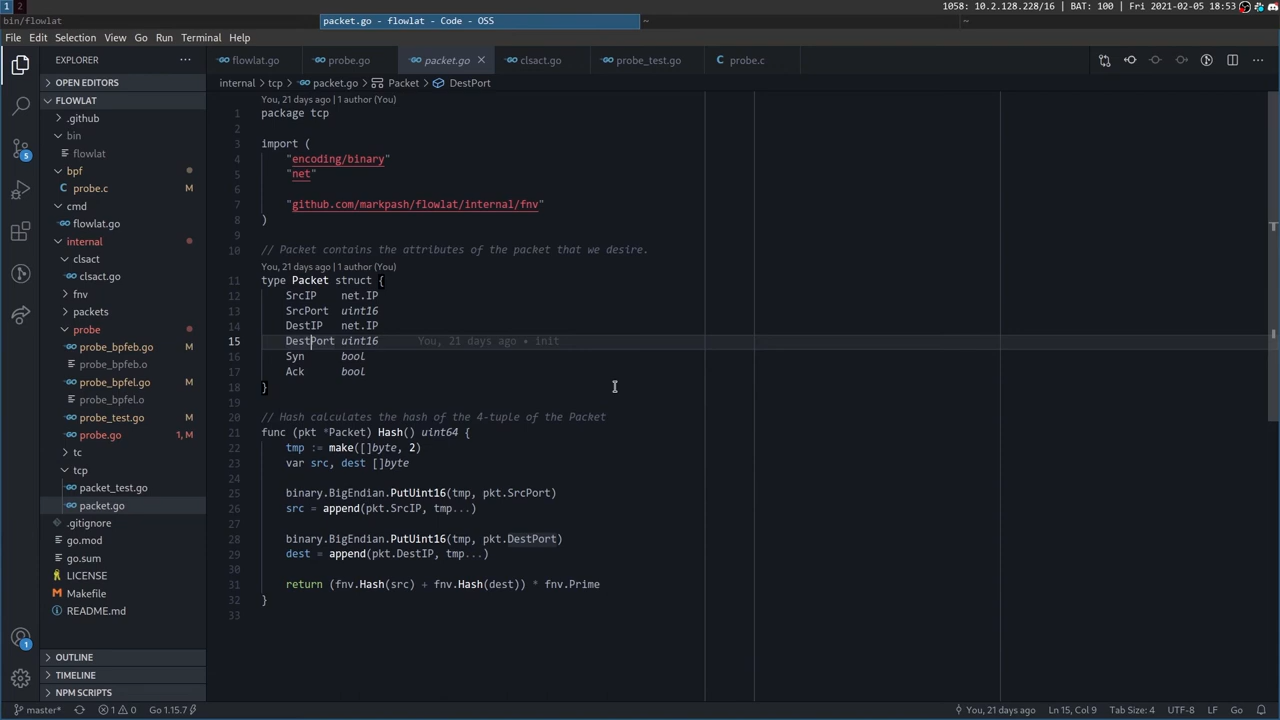 1 2 1058: 10.2.128.228/16 | BAT: 100 | Fri 2021-02-05 18:53
bin/flowlat packet.go - flowlat - Code - OSS ~ ~
File Edit Selection View Go Run Terminal Help
EXPLORER ...
OPEN EDITORS
FLOWLAT
.github
bin
flowlat
bpf
probe.c M
cmd
flowlat.go
internal
clsact
clsact.go
fnv
packets
probe
probe_bpfeb.go M
probe_bpfeb.o
probe_bpfel.go M
probe_bpfel.o
probe_test.go M
probe.go 1, M
tc
tcp
packet_test.go
packet.go
.gitignore
go.mod
go.sum
LICENSE
Makefile
README.md
OUTLINE
TIMELINE
NPM SCRIPTS
5
1
flowlat.go probe.go packet.go clsact.go probe_test.go probe.c
internal > tcp > packet.go > Packet > DestPort
You, 21 days ago | 1 author (You)
1 package tcp
2
3 import (
4 "encoding/binary"
5 "net"
6
7 "github.com/markpash/flowlat/internal/fnv"
8 )
9
10 // Packet contains the attributes of the packet that we desire.
You, 21 days ago | 1 author (You)
11 type Packet struct {
12 SrcIP net.IP
13 SrcPort uint16
14 DestIP net.IP
15 DestPort uint16 You, 21 days ago • init
16 Syn bool
17 Ack bool
18 }
19
20 // Hash calculates the hash of the 4-tuple of the Packet
21 func (pkt *Packet) Hash() uint64 {
22 tmp := make([]byte, 2)
23 var src, dest []byte
24
25 binary.BigEndian.PutUint16(tmp, pkt.SrcPort)
26 src = append(pkt.SrcIP, tmp...)
27
28 binary.BigEndian.PutUint16(tmp, pkt.DestPort)
29 dest = append(pkt.DestIP, tmp...)
30
31 return (fnv.Hash(src) + fnv.Hash(dest)) * fnv.Prime
32 }
33
master* 1 0 Go 1.15.7 You, 21 days ago Ln 15, Col 9 Tab Size: 4 UTF-8 LF Go